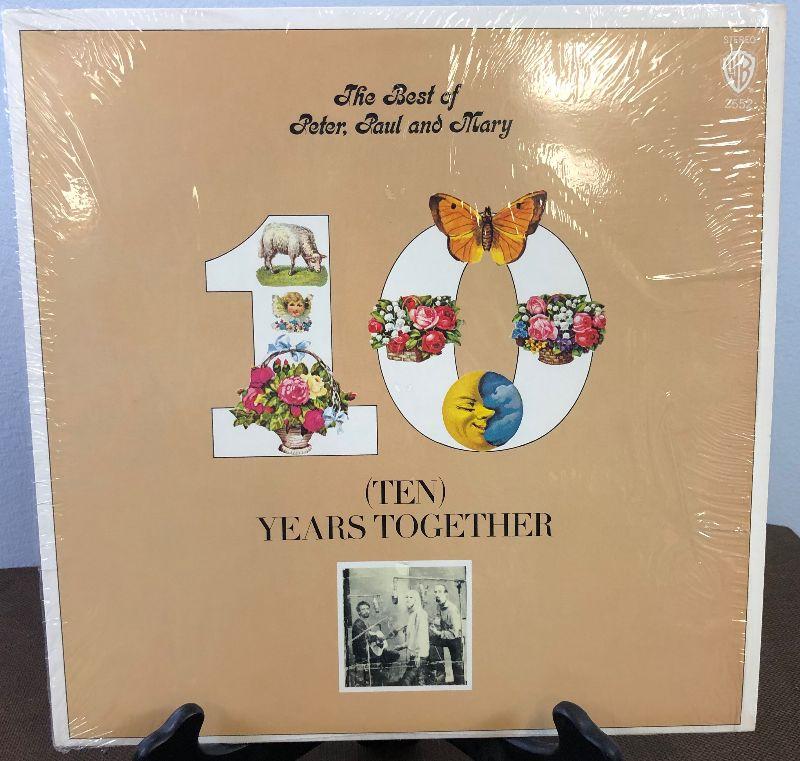 STEREO
WB
2552
The Best of
Peter, Paul and Mary
10
(TEN)
YEARS TOGETHER